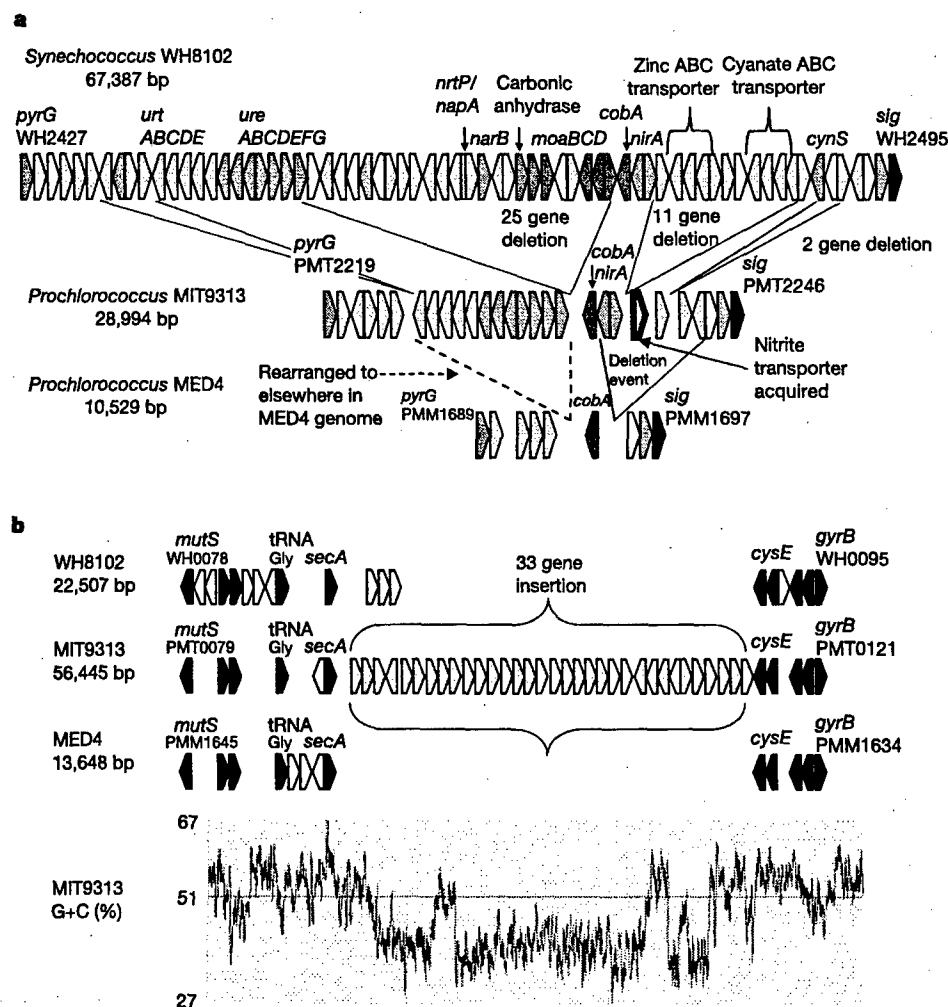 a
Synechococcus WH8102
67,387 bp
pyrG
WH2427
urt
ABCDE
ure
ABCDEFG
nrtP/
napA
narB
Carbonic
anhydrase
moaBCD
cobA
nirA
Zinc ABC
transporter
Cyanate ABC
transporter
cynS
sig
WH2495
25 gene
deletion
11 gene
deletion
2 gene deletion
pyrG
PMT2219
cobA
nirA
sig
PMT2246
Prochlorococcus MIT9313
28,994 bp
Nitrite
transporter
acquired
Deletion
event
Prochlorococcus MED4
10,529 bp
Rearranged to
elsewhere in
MED4 genome
pyrG
PMM1689
cobA
sig
PMM1697
b
WH8102
22,507 bp
mutS
WH0078
tRNA
Gly
secA
33 gene
insertion
cysE
gyrB
WH0095
MIT9313
56,445 bp
mutS
PMT0079
tRNA
Gly
secA
cysE
gyrB
PMT0121
MED4
13,648 bp
mutS
PMM1645
tRNA
Gly
secA
cysE
gyrB
PMM1634
MIT9313
G+C (%)
67
51
27